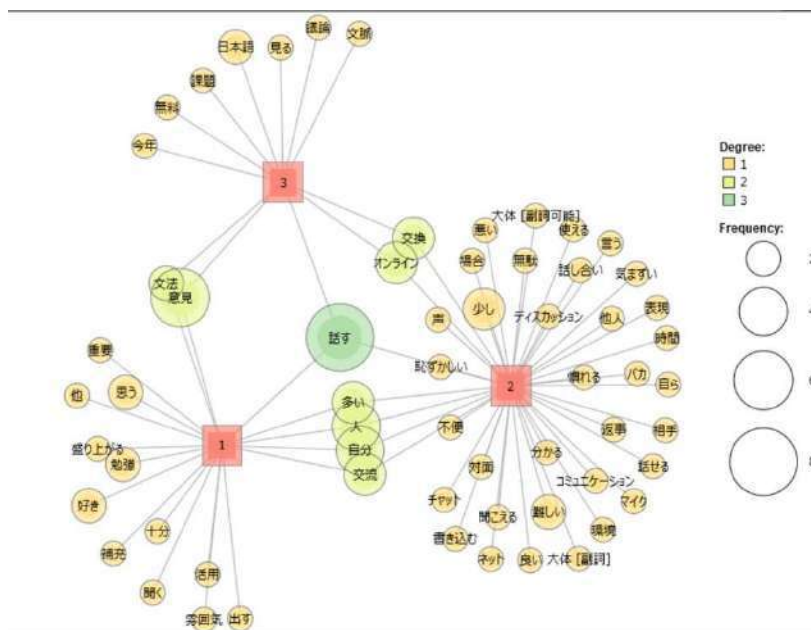 議論
文脈
日本語
見る
課題
無料
今年
3
Degree:
1
2
3
Frequency:
大体 [副詞可能]
悪い
使える
言う
交換
場合
無駄
話し合い
気まずい
オンライン
文法
意見
少し
ディスカッション
他人
表現
声
時間
話す
重要
恥ずかしい
慣れる
バカ
自ら
2
他
思う
多い
人
不便
返事
相手
1
自分
盛り上がる
勉強
交流
対面
分かる
話せる
コミュニケーション
チャット
マイク
好き
聞こえる
難しい
十分
書き込む
環境
補充
ネット
良い
大体 [副詞]
活用
聞く
雰囲気
出す